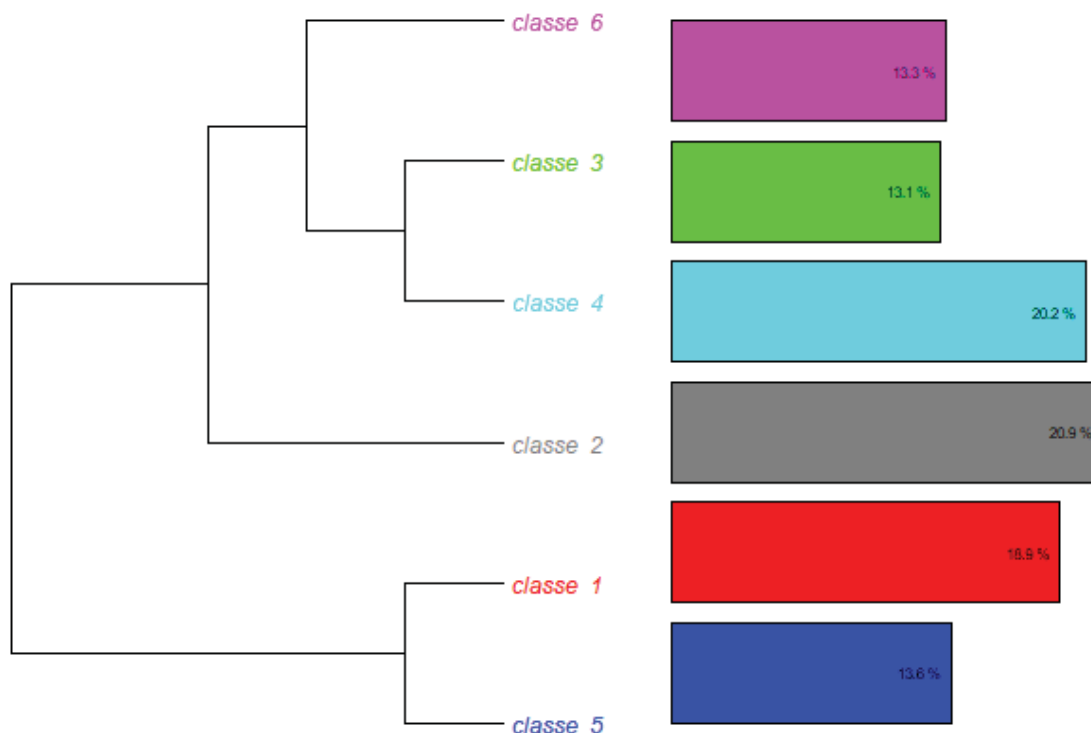 classe 6
13.3 %
classe 3
13.1 %
classe 4
20.2 %
classe 2
20.9 %
classe 1
18.9 %
classe 5
13.6 %